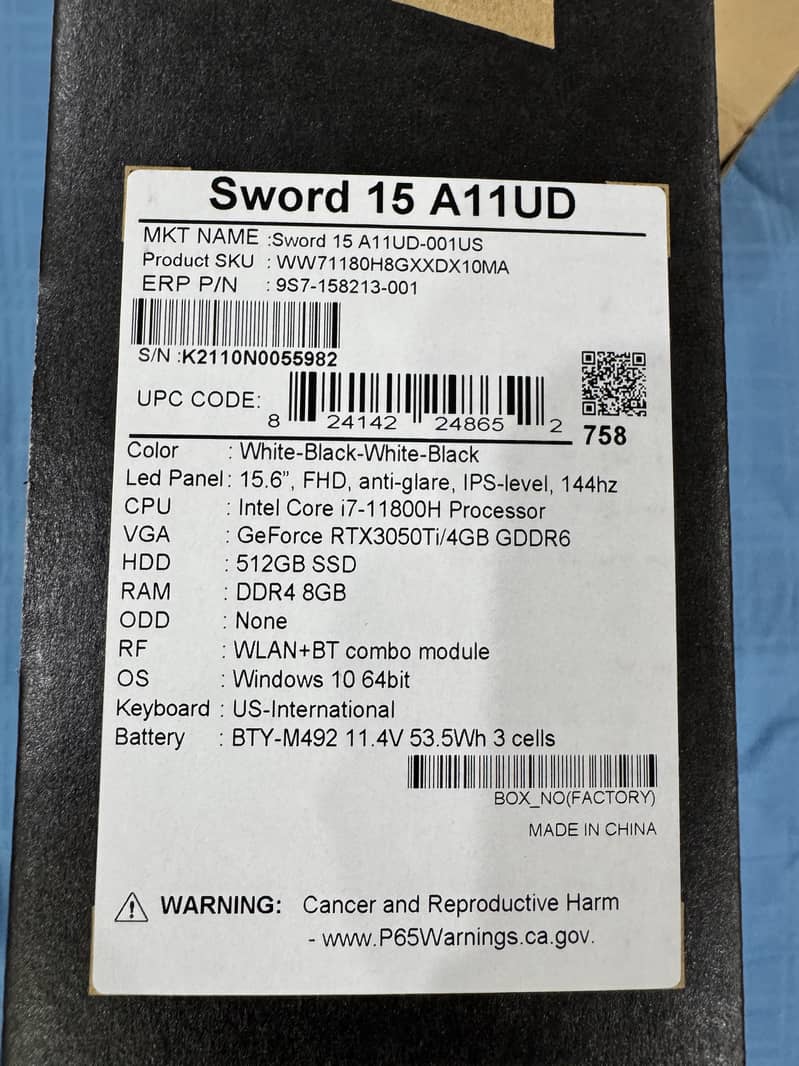 Sword 15 A11UD
MKT NAME :Sword 15 A11UD-001US
Product SKU : WW71180H8GXXDX10MA
ERP P/N : 9S7-158213-001
S/N :K2110N0055982
UPC CODE: 8 24142 24865 2
758
Color : White-Black-White-Black
Led Panel : 15.6”, FHD, anti-glare, IPS-level, 144hz
CPU : Intel Core i7-11800H Processor
VGA : GeForce RTX3050Ti/4GB GDDR6
HDD : 512GB SSD
RAM : DDR4 8GB
ODD : None
RF : WLAN+BT combo module
OS : Windows 10 64bit
Keyboard : US-International
Battery : BTY-M492 11.4V 53.5Wh 3 cells
BOX_NO(FACTORY)
MADE IN CHINA
WARNING: Cancer and Reproductive Harm
- www.P65Warnings.ca.gov.